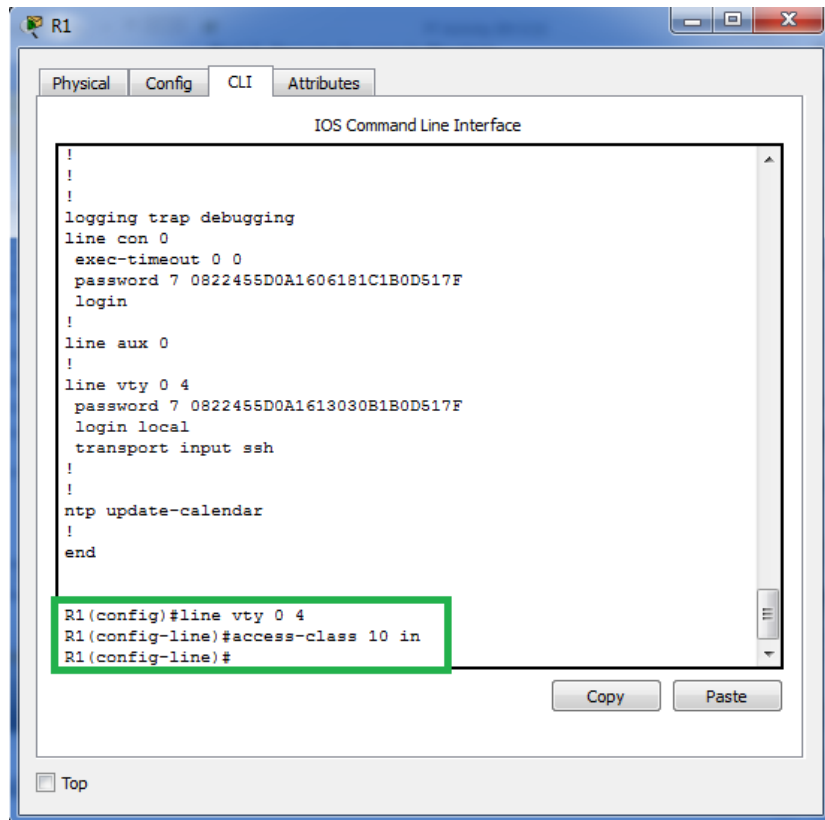 R1
Physical Config CLI Attributes
IOS Command Line Interface
!
!
!
logging trap debugging
line con 0
exec-timeout 0 0
password 7 0822455D0A1606181C1B0D517F
login
!
line aux 0
!
line vty 0 4
password 7 0822455D0A1613030B1B0D517F
login local
transport input ssh
!
!
ntp update-calendar
!
end
R1(config)#line vty 0 4
R1(config-line)#access-class 10 in
R1(config-line)#
Copy Paste
Top